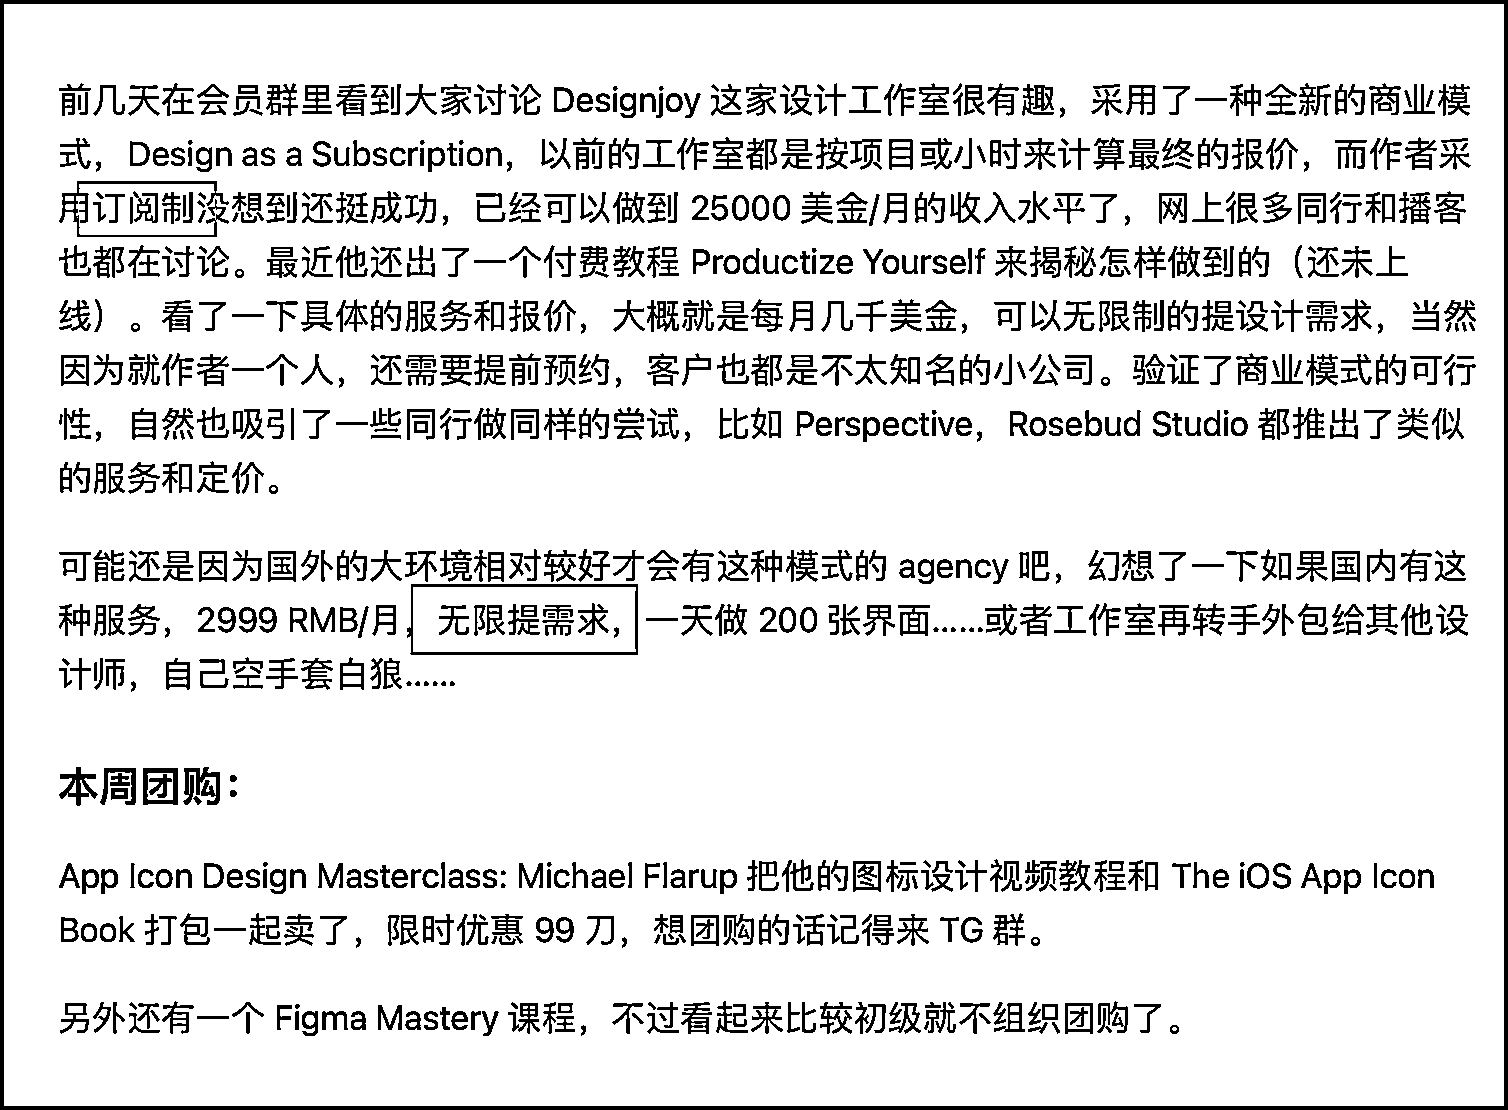 前几天在会员群里看到大家讨论 Designjoy 这家设计工作室很有趣，采用了一种全新的商业模
式，Design as a Subscription，以前的工作室都是按项目或小时来计算最终的报价，而作者采
用订阅制没想到还挺成功，已经可以做到 25000 美金/月的收入水平了，网上很多同行和播客
也都在讨论。最近他还出了一个付费教程 Productize Yourself 来揭秘怎样做到的（还未上
线）。看了一下具体的服务和报价，大概就是每月几千美金，可以无限制的提设计需求，当然
因为就作者一个人，还需要提前预约，客户也都是不太知名的小公司。验证了商业模式的可行
性，自然也吸引了一些同行做同样的尝试，比如 Perspective，Rosebud Studio 都推出了类似
的服务和定价。
可能还是因为国外的大环境相对较好才会有这种模式的 agency 吧，幻想了一下如果国内有这
种服务，2999 RMB/月，无限提需求，一天做 200 张界面……或者工作室再转手外包给其他设
计师，自己空手套白狼……
本周团购：
App Icon Design Masterclass: Michael Flarup 把他的图标设计视频教程和 The iOS App Icon
Book 打包一起卖了，限时优惠 99 刀，想团购的话记得来 TG 群。
另外还有一个 Figma Mastery 课程，不过看起来比较初级就不组织团购了。